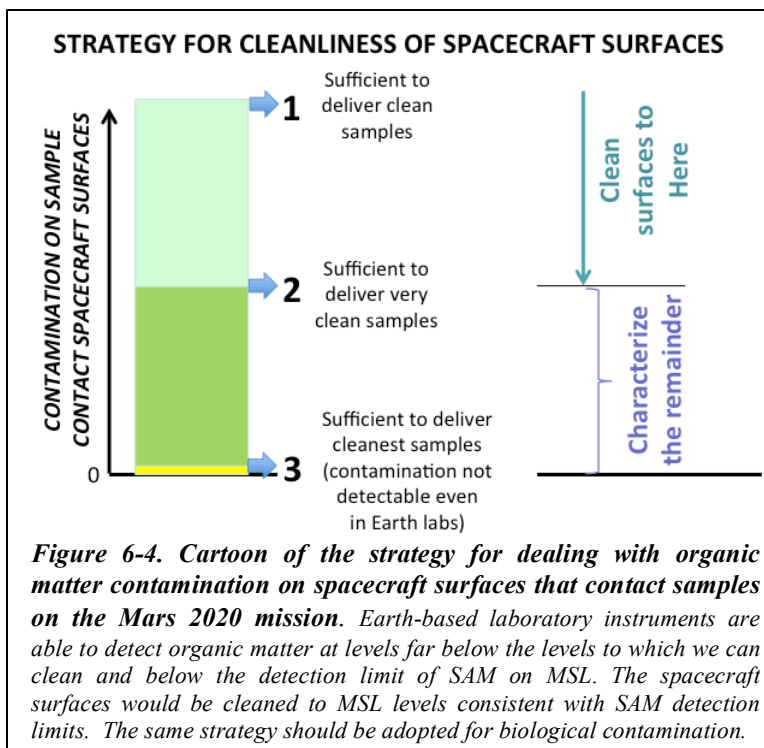 STRATEGY FOR CLEANLINESS OF SPACECRAFT SURFACES
CONTAMINATION ON SAMPLE
CONTACT SPACECRAFT SURFACES
0
1
Sufficient to
deliver clean
samples
2
Sufficient to
deliver very
clean samples
3
Sufficient to deliver
cleanest samples
(contamination not
detectable even
in Earth labs)
Clean
surfaces to
Here
Characterize
the remainder
Figure 6-4. Cartoon of the strategy for dealing with organic
matter contamination on spacecraft surfaces that contact samples
on the Mars 2020 mission. Earth-based laboratory instruments are
able to detect organic matter at levels far below the levels to which we can
clean and below the detection limit of SAM on MSL. The spacecraft
surfaces would be cleaned to MSL levels consistent with SAM detection
limits. The same strategy should be adopted for biological contamination.